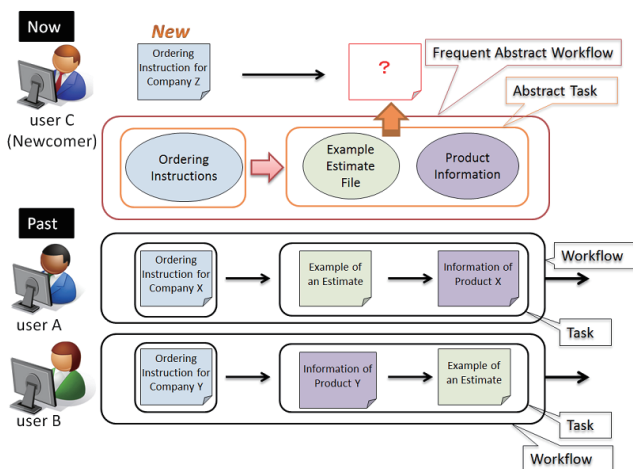 Now
New
Ordering
Instruction for
Company Z
?
Frequent Abstract Workflow
Abstract Task
user C
(Newcomer)
Ordering
Instructions
Example
Estimate
File
Product
Information
Past
Ordering
Instruction for
Company X
Example of
an Estimate
Information of
Product X
Workflow
user A
Task
Ordering
Instruction for
Company Y
Information of
Product Y
Example of
an Estimate
user B
Task
Workflow